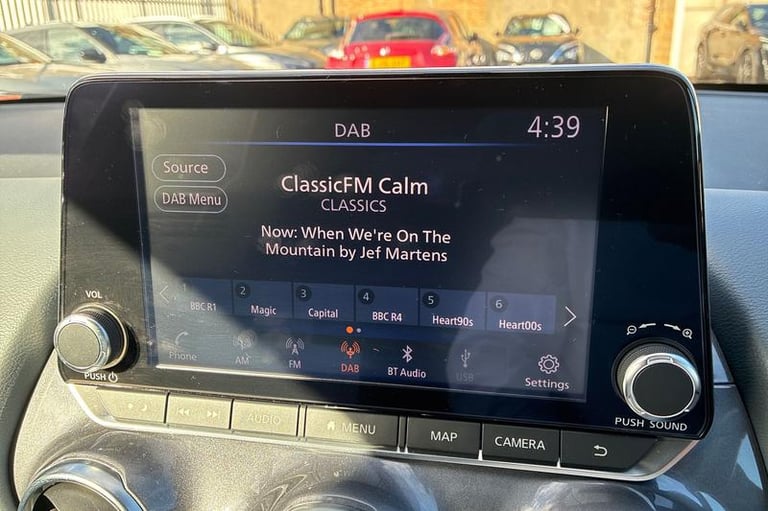 DAB
4:39
Source
DAB Menu
ClassicFM Calm
CLASSICS
Now: When We're On The
Mountain by Jef Martens
1 BBC R1
2 Magic
3 Capital
4 BBC R4
5 Heart90s
6 Heart00s
Phone
AM
FM
DAB
BT Audio
USB
Settings
VOL
PUSH
PUSH SOUND
AUDIO
MENU
MAP
CAMERA